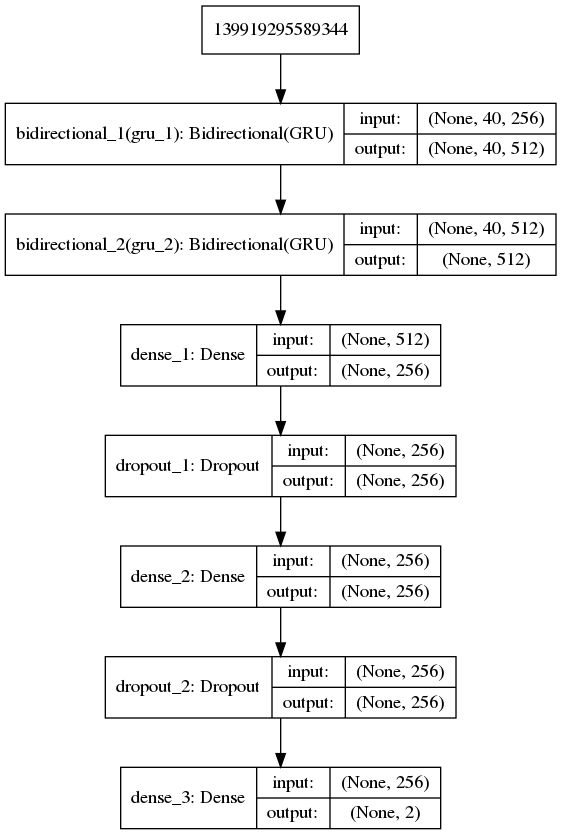 139919295589344
bidirectional_1(gru_1): Bidirectional(GRU)
input: (None, 40, 256)
output: (None, 40, 512)
bidirectional_2(gru_2): Bidirectional(GRU)
input: (None, 40, 512)
output: (None, 512)
dense_1: Dense
input: (None, 512)
output: (None, 256)
dropout_1: Dropout
input: (None, 256)
output: (None, 256)
dense_2: Dense
input: (None, 256)
output: (None, 256)
dropout_2: Dropout
input: (None, 256)
output: (None, 256)
dense_3: Dense
input: (None, 256)
output: (None, 2)